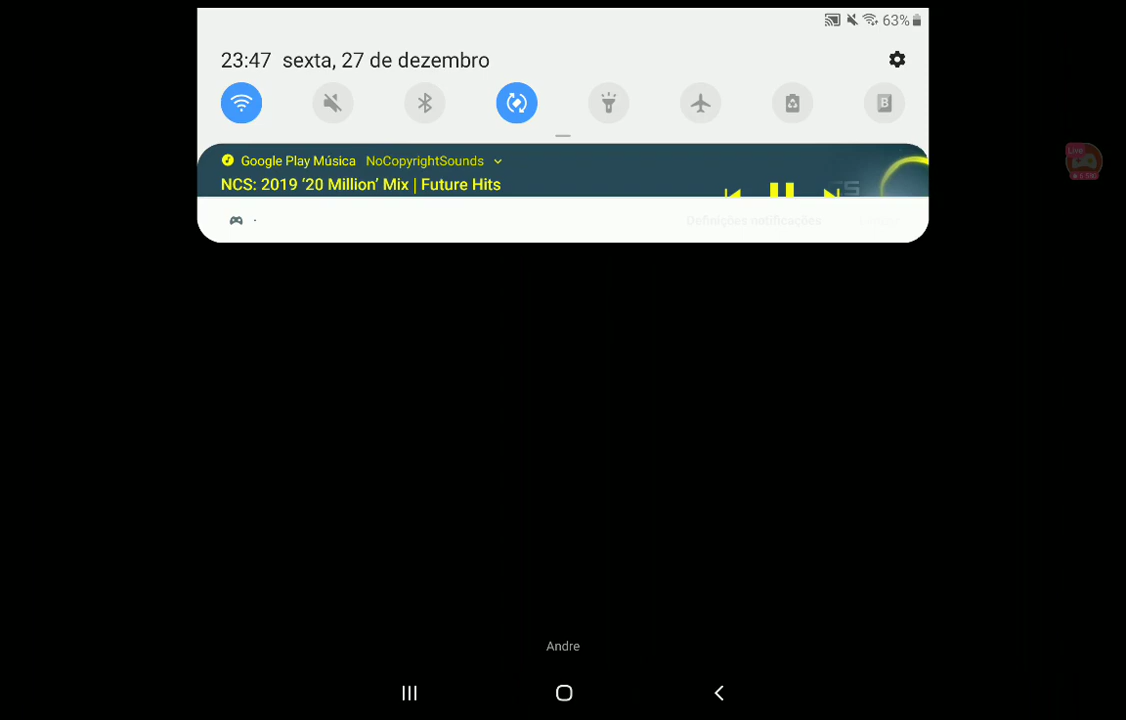 63%
23:47 sexta, 27 de dezembro
B
Google Play Música NoCopyrightSounds
NCS: 2019 ‘20 Million’ Mix | Future Hits
Definições notificações
Live
Andre